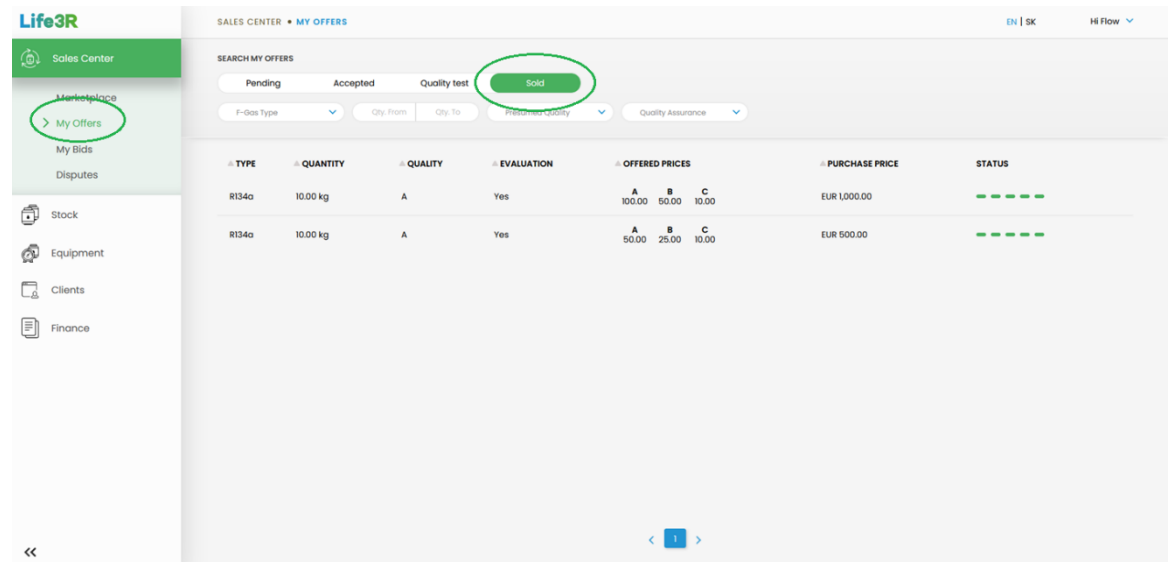 Life3R
SALES CENTER • MY OFFERS
EN | SK
Hi Flow
Sales Center
Marketplace
My Offers
My Bids
Disputes
Stock
Equipment
Clients
Finance
SEARCH MY OFFERS
Pending Accepted Quality test Sold
F-Gas Type Qty. From Qty. To Presumed Quality Quality Assurance
TYPE QUANTITY QUALITY EVALUATION OFFERED PRICES PURCHASE PRICE STATUS
A B C
R134a 10.00 kg A Yes 100.00 50.00 10.00 EUR 1,000.00
A B C
R134a 10.00 kg A Yes 50.00 25.00 10.00 EUR 500.00
1